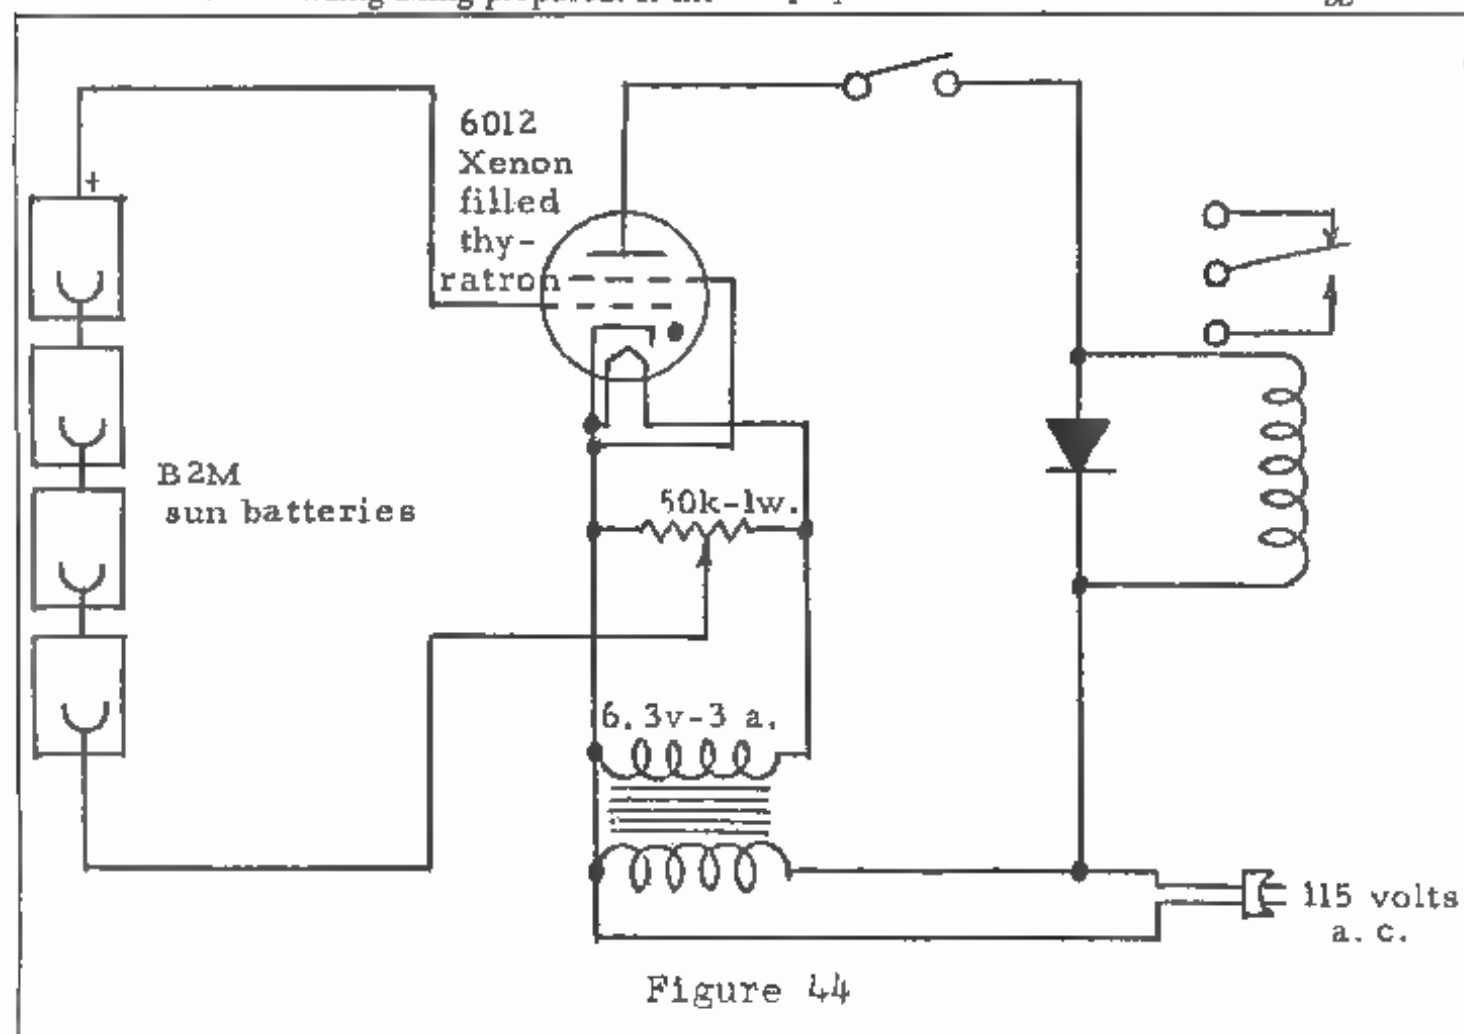 6012
Xenon
filled
thy-
ratron
+
B2M
sun batteries
50k-1w.
6.3v-3 a.
115 volts
a.c.
Figure 44